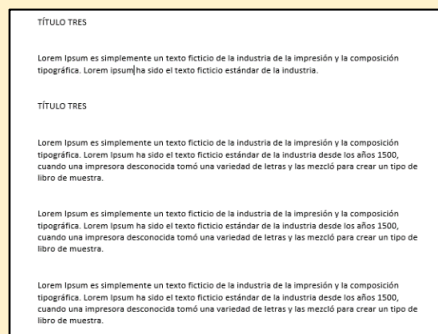 TÍTULO TRES
Lorem Ipsum es simplemente un texto ficticio de la industria de la impresión y la composición
tipográfica. Lorem ipsum ha sido el texto ficticio estándar de la industria.
TÍTULO TRES
Lorem Ipsum es simplemente un texto ficticio de la industria de la impresión y la composición
tipográfica. Lorem Ipsum ha sido el texto ficticio estándar de la industria desde los años 1500,
cuando una impresora desconocida tomó una variedad de letras y las mezcló para crear un tipo de
libro de muestra.
Lorem Ipsum es simplemente un texto ficticio de la industria de la impresión y la composición
tipográfica. Lorem Ipsum ha sido el texto ficticio estándar de la industria desde los años 1500,
cuando una impresora desconocida tomó una variedad de letras y las mezcló para crear un tipo de
libro de muestra.
Lorem Ipsum es simplemente un texto ficticio de la industria de la impresión y la composición
tipográfica. Lorem Ipsum ha sido el texto ficticio estándar de la industria desde los años 1500,
cuando una impresora desconocida tomó una variedad de letras y las mezcló para crear un tipo de
libro de muestra.